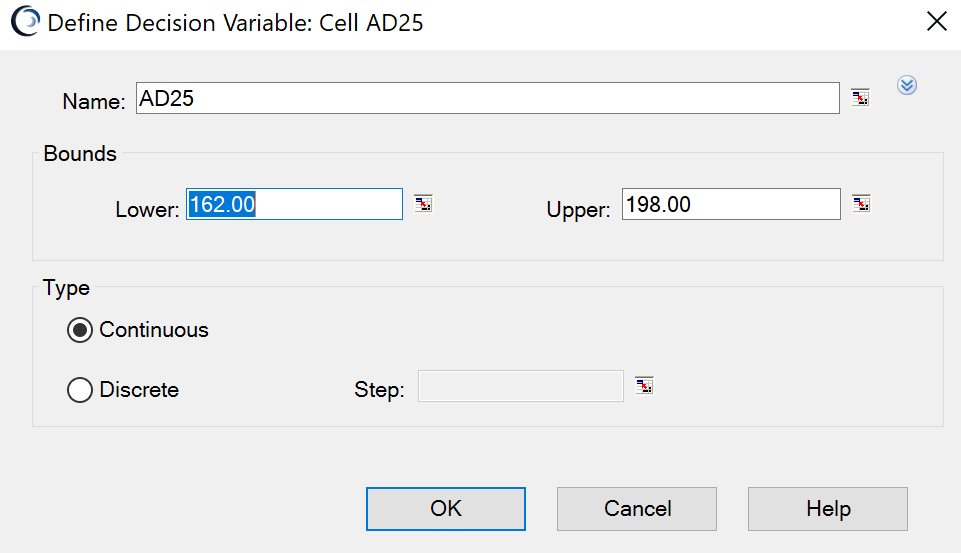 Define Decision Variable: Cell AD25
Name: AD25
Bounds
Lower: 162.00 Upper: 198.00
Type
Continuous
Discrete Step:
OK Cancel Help